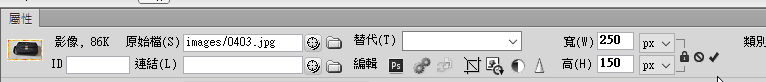 屬性
影像, 86K 原始檔(S) images/0403.jpg 替代(T) 寬(W) 250 px 類別
ID 連結(L) 編輯 Ps 高(H) 150 px